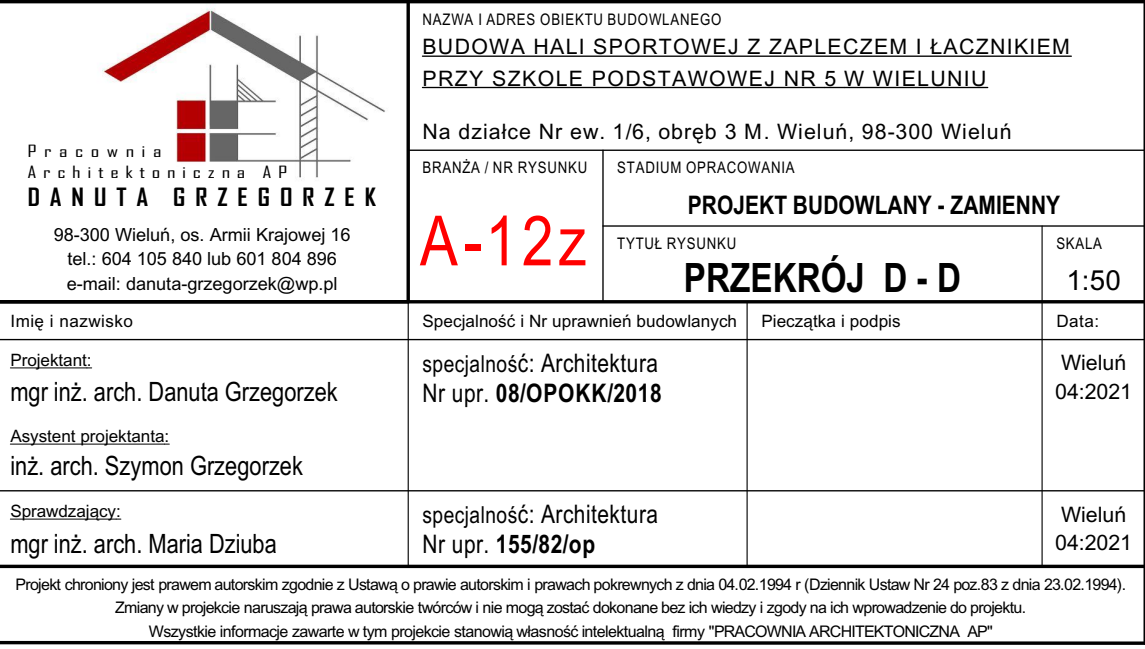 Pracownia
Architektoniczna AP
DANUTA GRZEGORZEK
98-300 Wieluń, os. Armii Krajowej 16
tel.: 604 105 840 lub 601 804 896
e-mail: danuta-grzegorzek@wp.pl
NAZWA I ADRES OBIEKTU BUDOWLANEGO
BUDOWA HALI SPORTOWEJ Z ZAPLECZEM I ŁACZNIKIEM
PRZY SZKOLE PODSTAWOWEJ NR 5 W WIELUNIU
Na działce Nr ew. 1/6, obręb 3 M. Wieluń, 98-300 Wieluń
BRANŻA / NR RYSUNKU
A-12z
STADIUM OPRACOWANIA
PROJEKT BUDOWLANY - ZAMIENNY
TYTUŁ RYSUNKU
PRZEKRÓJ D - D
SKALA
1:50
Imię i nazwisko
Specjalność i Nr uprawnień budowlanych
Pieczątka i podpis
Data:
Projektant:
mgr inż. arch. Danuta Grzegorzek
Asystent projektanta:
inż. arch. Szymon Grzegorzek
specjalność: Architektura
Nr upr. 08/OPOKK/2018
Wieluń
04:2021
Sprawdzający:
mgr inż. arch. Maria Dziuba
specjalność: Architektura
Nr upr. 155/82/op
Wieluń
04:2021
Projekt chroniony jest prawem autorskim zgodnie z Ustawą o prawie autorskim i prawach pokrewnych z dnia 04.02.1994 r (Dziennik Ustaw Nr 24 poz.83 z dnia 23.02.1994).
Zmiany w projekcie naruszają prawa autorskie twórców i nie mogą zostać dokonane bez ich wiedzy i zgody na ich wprowadzenie do projektu.
Wszystkie informacje zawarte w tym projekcie stanowią własność intelektualną firmy "PRACOWNIA ARCHITEKTONICZNA AP"